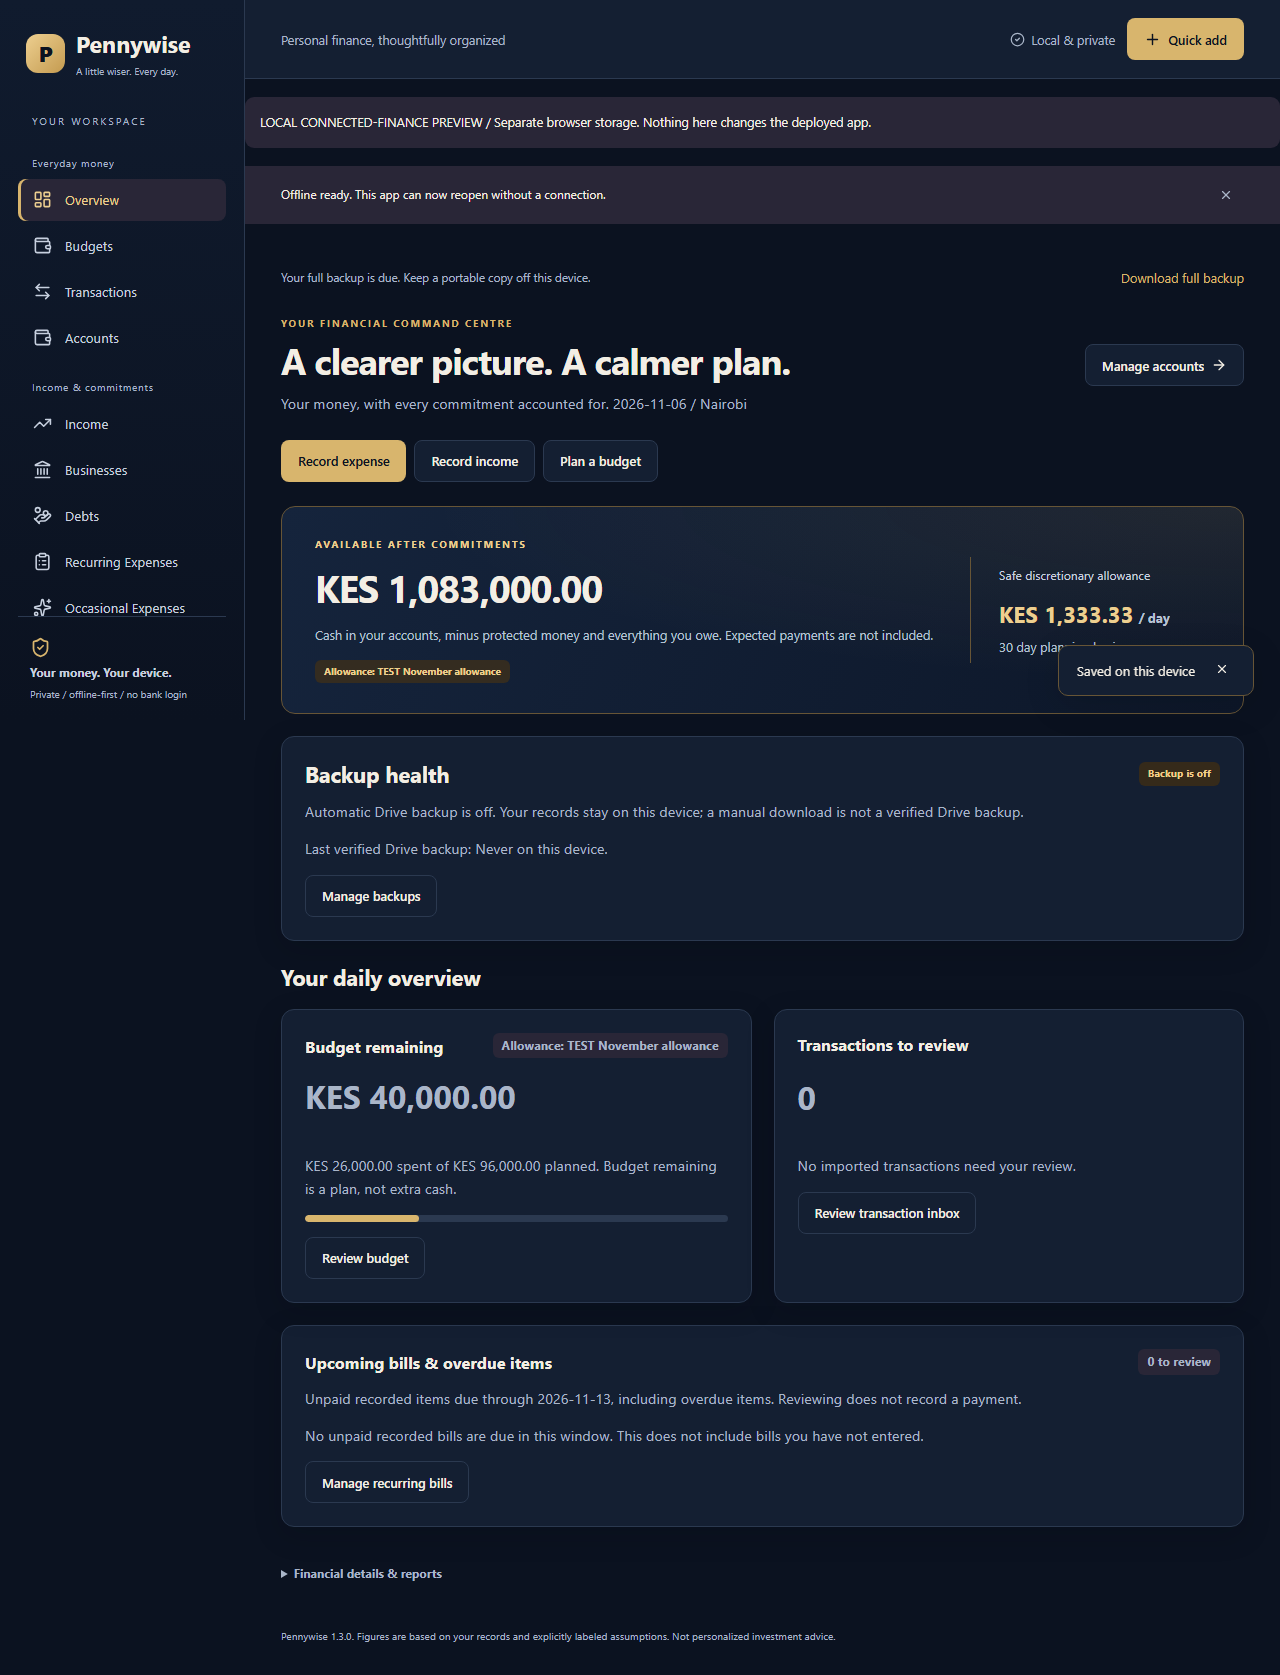 P
Pennywise
A little wiser. Every day.
YOUR WORKSPACE
Everyday money
Overview
Budgets
Transactions
Accounts
Income & commitments
Income
Businesses
Debts
Recurring Expenses
Occasional Expenses
Your money. Your device.
Private / offline-first / no bank login
Personal finance, thoughtfully organized
Local & private
Quick add
LOCAL CONNECTED-FINANCE PREVIEW / Separate browser storage. Nothing here changes the deployed app.
Offline ready. This app can now reopen without a connection.
Your full backup is due. Keep a portable copy off this device.
Download full backup
YOUR FINANCIAL COMMAND CENTRE
A clearer picture. A calmer plan.
Manage accounts
Your money, with every commitment accounted for. 2026-11-06 / Nairobi
Record expense
Record income
Plan a budget
AVAILABLE AFTER COMMITMENTS
KES 1,083,000.00
Cash in your accounts, minus protected money and everything you owe. Expected payments are not included.
Allowance: TEST November allowance
Safe discretionary allowance
KES 1,333.33 / day
30 day
Saved on this device
Backup health
Backup is off
Automatic Drive backup is off. Your records stay on this device; a manual download is not a verified Drive backup.
Last verified Drive backup: Never on this device.
Manage backups
Your daily overview
Budget remaining
Allowance: TEST November allowance
KES 40,000.00
KES 26,000.00 spent of KES 96,000.00 planned. Budget remaining
is a plan, not extra cash.
Review budget
Transactions to review
0
No imported transactions need your review.
Review transaction inbox
Upcoming bills & overdue items
0 to review
Unpaid recorded items due through 2026-11-13, including overdue items. Reviewing does not record a payment.
No unpaid recorded bills are due in this window. This does not include bills you have not entered.
Manage recurring bills
Financial details & reports
Pennywise 1.3.0. Figures are based on your records and explicitly labeled assumptions. Not personalized investment advice.